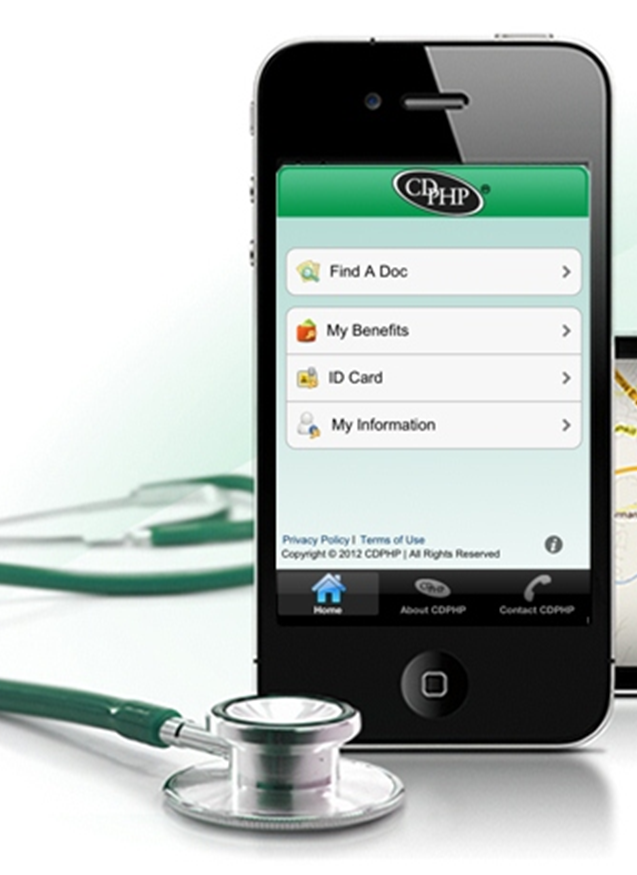 CDPHP®
Find A Doc
My Benefits
ID Card
My Information
Privacy Policy | Terms of Use
Copyright © 2012 CDPHP | All Rights Reserved
Home
About CDPHP
Contact CDPHP